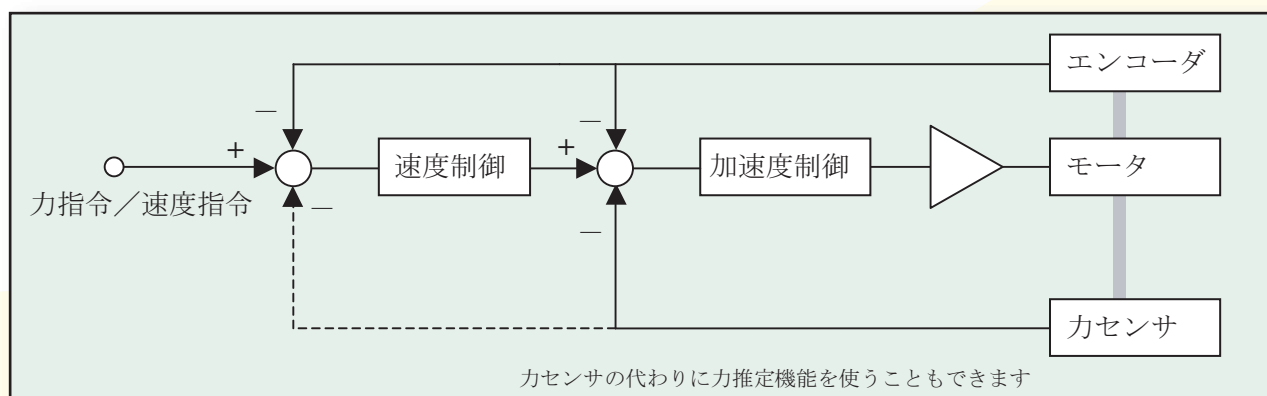 エンコーダ
－
－
＋
速度制御
＋
加速度制御
モータ
力指令／速度指令
－
－
力センサ
力センサの代わりに力推定機能を使うこともできます